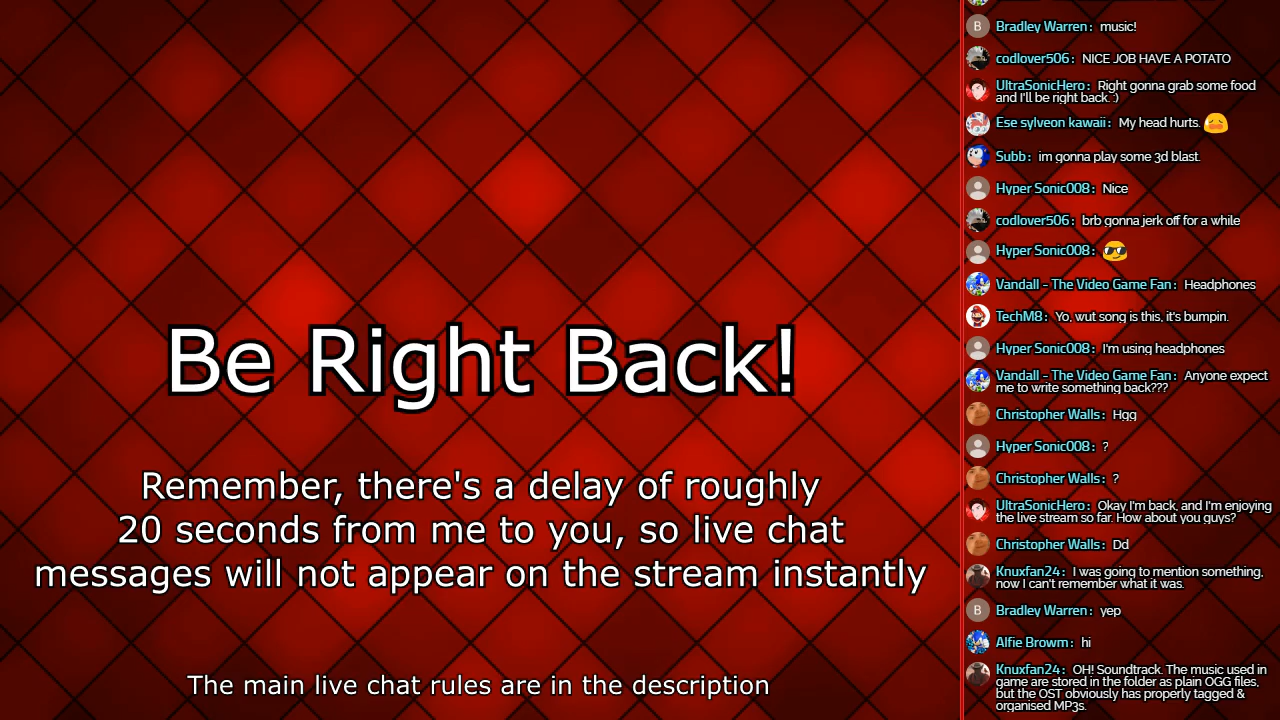 Be Right Back!
Remember, there's a delay of roughly
20 seconds from me to you, so live chat
messages will not appear on the stream instantly
The main live chat rules are in the description
B
Bradley Warren: music!
codlover506: NICE JOB HAVE A POTATO
UltraSonicHero: Right gonna grab some food
and I'll be right back. :)
Ese sylveon kawaii: My head hurts.
Subb: im gonna play some 3d blast.
Hyper Sonic008: Nice
codlover506: brb gonna jerk off for a while
Hyper Sonic008:
Vandall - The Video Game Fan: Headphones
TechM8: Yo, wut song is this, it's bumpin.
Hyper Sonic008: I'm using headphones
Vandall - The Video Game Fan: Anyone expect
me to write something back???
Christopher Walls: Hgg
Hyper Sonic008: ?
Christopher Walls: ?
UltraSonicHero: Okay I'm back, and I'm enjoying
the live stream so far. How about you guys?
Christopher Walls: Dd
Knuxfan24: I was going to mention something,
now I can't remember what it was.
B
Bradley Warren: yep
Alfie Browm: hi
Knuxfan24: OH! Soundtrack. The music used in
game are stored in the folder as plain OGG files,
but the OST obviously has properly tagged &
organised MP3s.